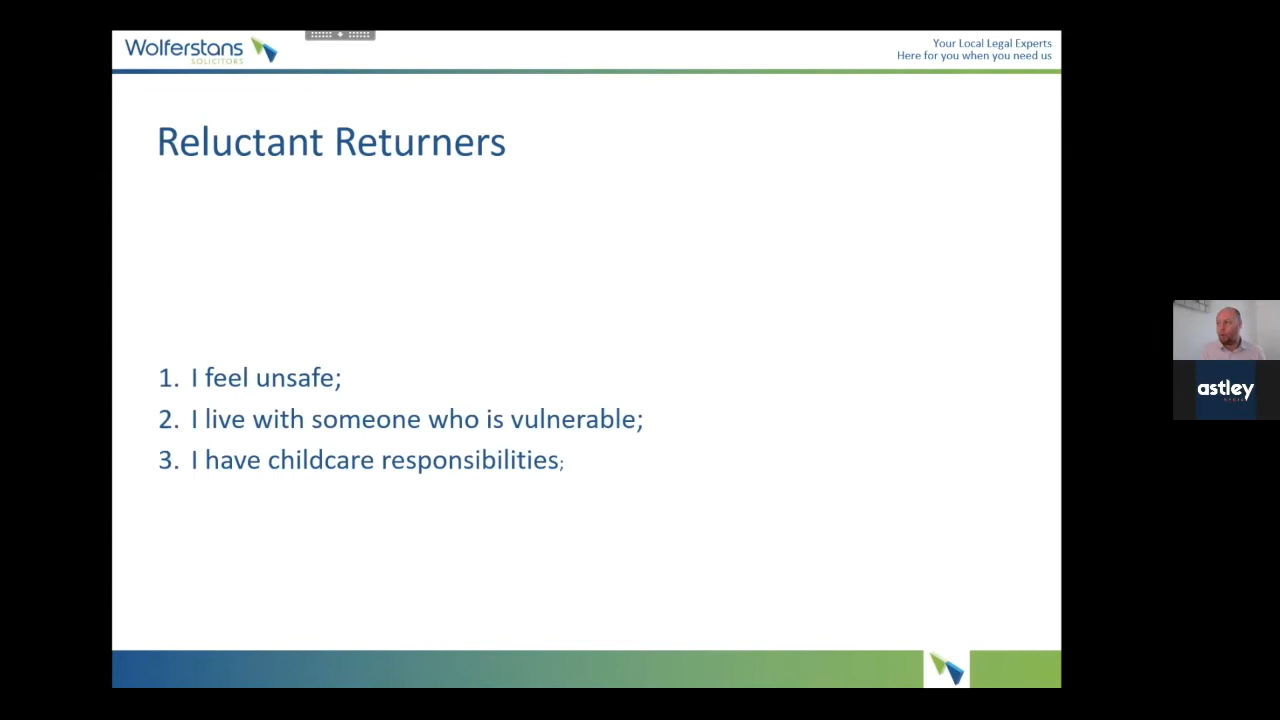 Wolferstans
SOLICITORS
Your Local Legal Experts
Here for you when you need us
Reluctant Returners
1. I feel unsafe;
2. I live with someone who is vulnerable;
3. I have childcare responsibilities;
astley